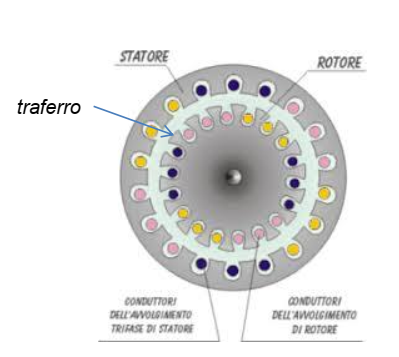 STATORE
ROTORE
traferro
CONDUTTORI
DELL'AVVOLGIMENTO
TRIFASE DI STATORE
CONDUTTORI
DELL'AVVOLGIMENTO
DI ROTORE